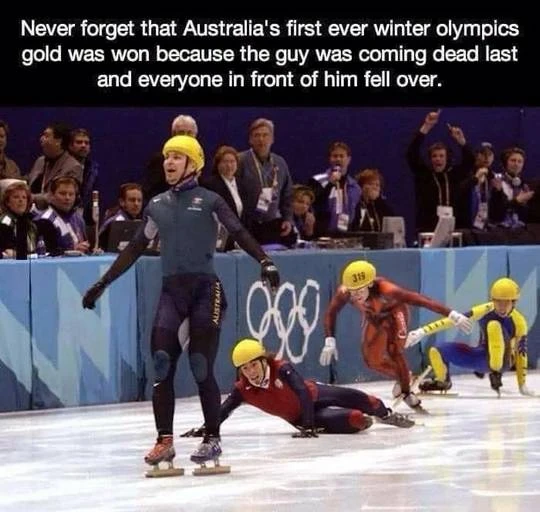 Never forget that Australia's first ever winter olympics
gold was won because the guy was coming dead last
and everyone in front of him fell over.
AUSTRALIA
319